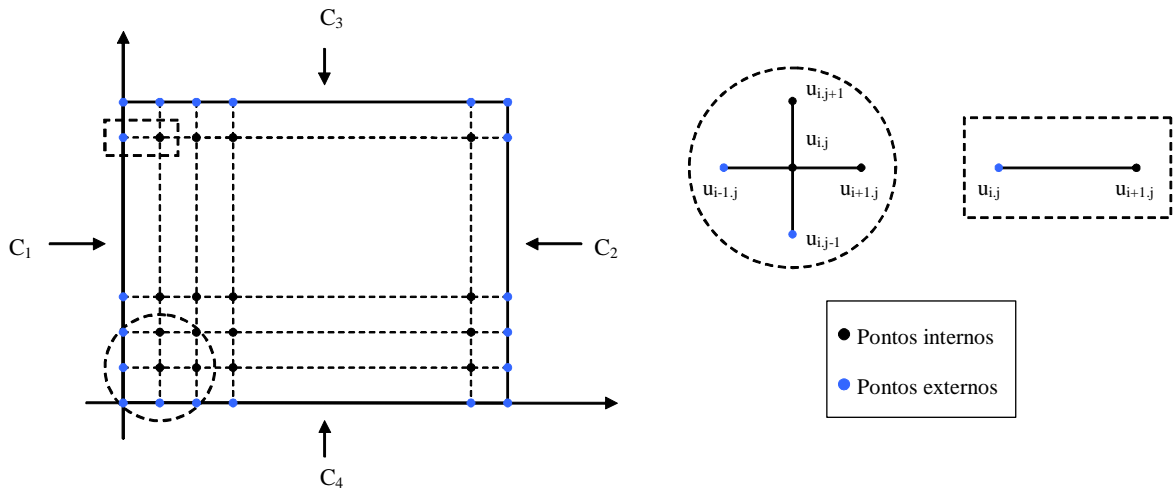 C3
C1
C2
C4
ui.j+1
ui.j
ui-1.j
ui+1.j
ui.j-1
ui.j
ui+1.j
Pontos internos
Pontos externos